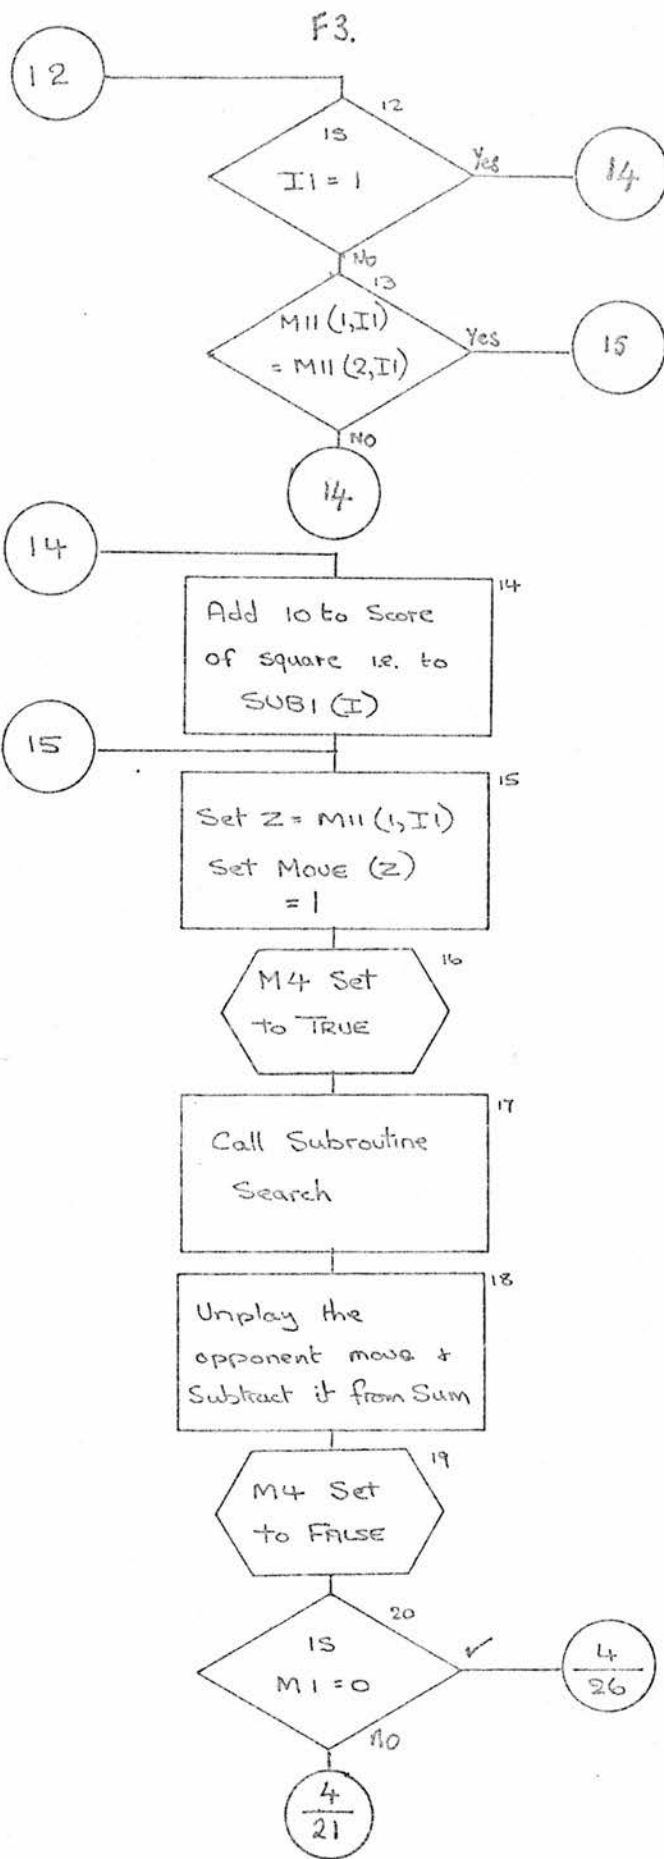 F3.
12
12
IS
I1 = 1
Yes
14
NO
13
M11(1,I1)
= M11(2,I1)
Yes
15
NO
14
14
14
Add 10 to Score
of square i.e. to
SUB1(I)
15
15
Set Z = M11(1,I1)
Set MOVE (Z)
= 1
16
M4 Set
to TRUE
17
Call Subroutine
Search
18
Unplay the
opponent move &
Subtract it from Sum
19
M4 Set
to FALSE
20
IS
M1 = 0
✓
4
26
NO
4
21